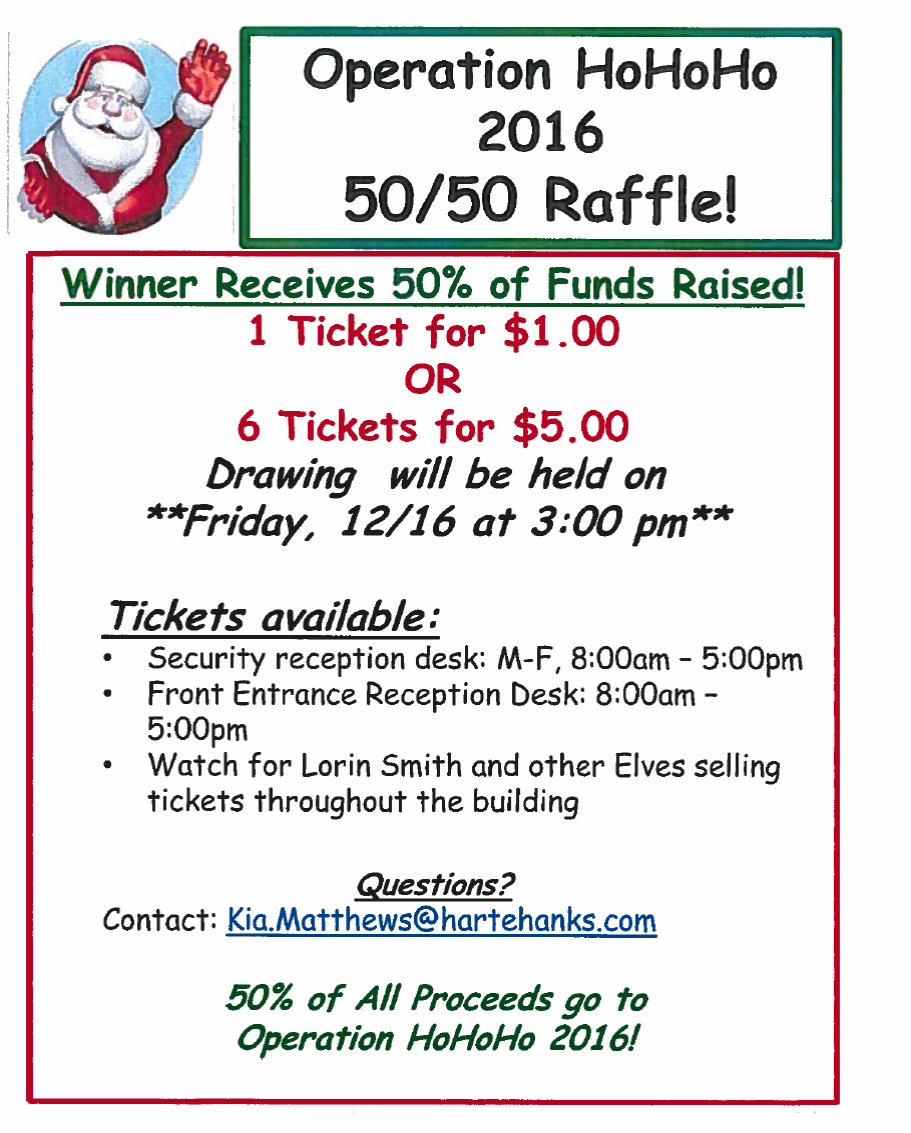 Operation HoHoHo
2016
50/50 Raffle!
Winner Receives 50% of Funds Raised!
1 Ticket for $1.00
OR
6 Tickets for $5.00
Drawing will be held on
**Friday, 12/16 at 3:00 pm**
Tickets available:
• Security reception desk: M-F, 8:00am – 5:00pm
• Front Entrance Reception Desk: 8:00am –
5:00pm
• Watch for Lorin Smith and other Elves selling
tickets throughout the building
Questions?
Contact: Kia.Matthews@hartehanks.com
50% of All Proceeds go to
Operation HoHoHo 2016!